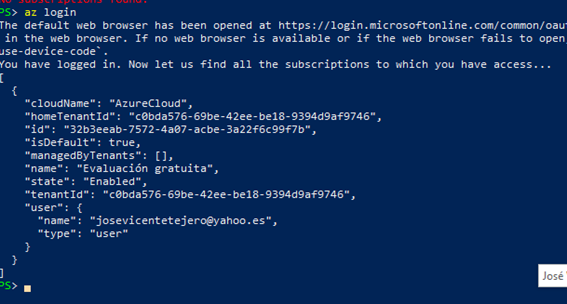 No subscriptions found.
PS> az login
The default web browser has been opened at https://login.microsoftonline.com/common/oau
in the web browser. If no web browser is available or if the web browser fails to open,
use-device-code`.
You have logged in. Now let us find all the subscriptions to which you have access...
[
  {
    "cloudName": "AzureCloud",
    "homeTenantId": "c0bda576-69be-42ee-be18-9394d9af9746",
    "id": "32b3eeab-7572-4a07-acbe-3a22f6c99f7b",
    "isDefault": true,
    "managedByTenants": [],
    "name": "Evaluación gratuita",
    "state": "Enabled",
    "tenantId": "c0bda576-69be-42ee-be18-9394d9af9746",
    "user": {
      "name": "josevicentetejero@yahoo.es",
      "type": "user"
    }
  }
]
José
PS>